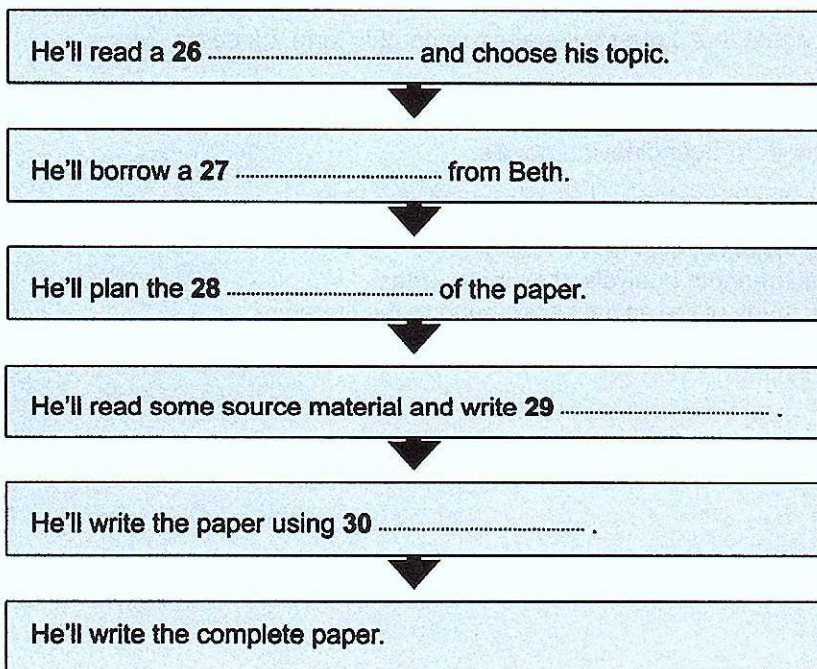 He'll read a 26 .................................... and choose his topic.
He'll borrow a 27 .................................... from Beth.
He'll plan the 28 .................................... of the paper.
He'll read some source material and write 29 .................................... .
He'll write the paper using 30 .................................... .
He'll write the complete paper.